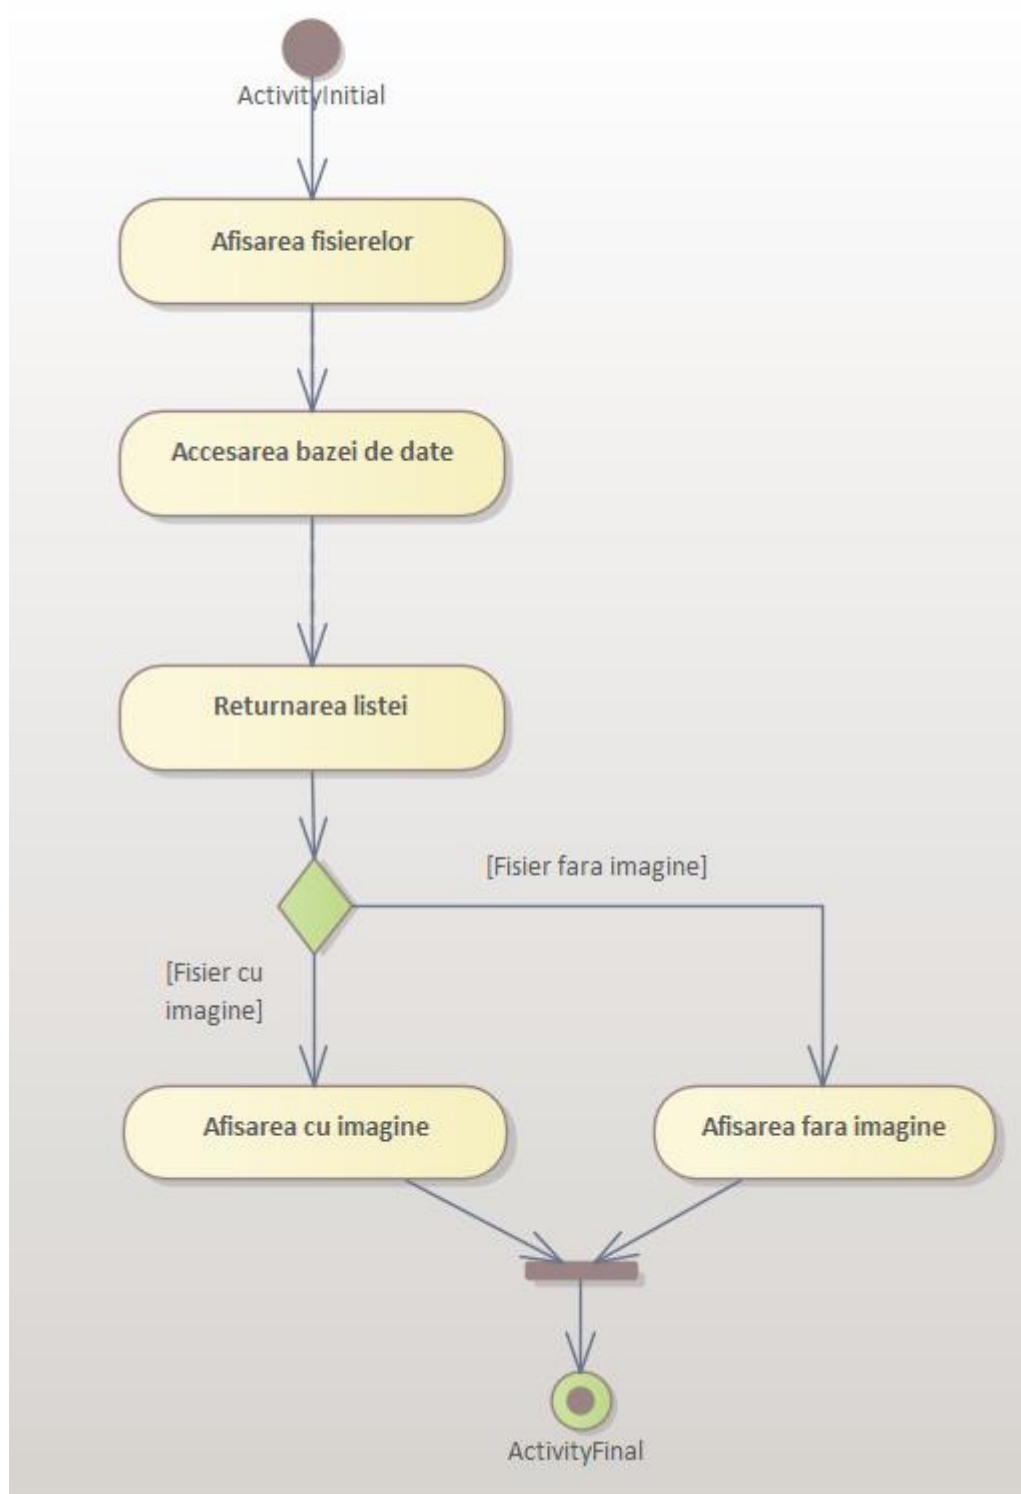 ActivityInitial
Afisarea fisierelor
Accesarea bazei de date
Returnarea listei
[Fisier fara imagine]
[Fisier cu
imagine]
Afisarea cu imagine
Afisarea fara imagine
ActivityFinal